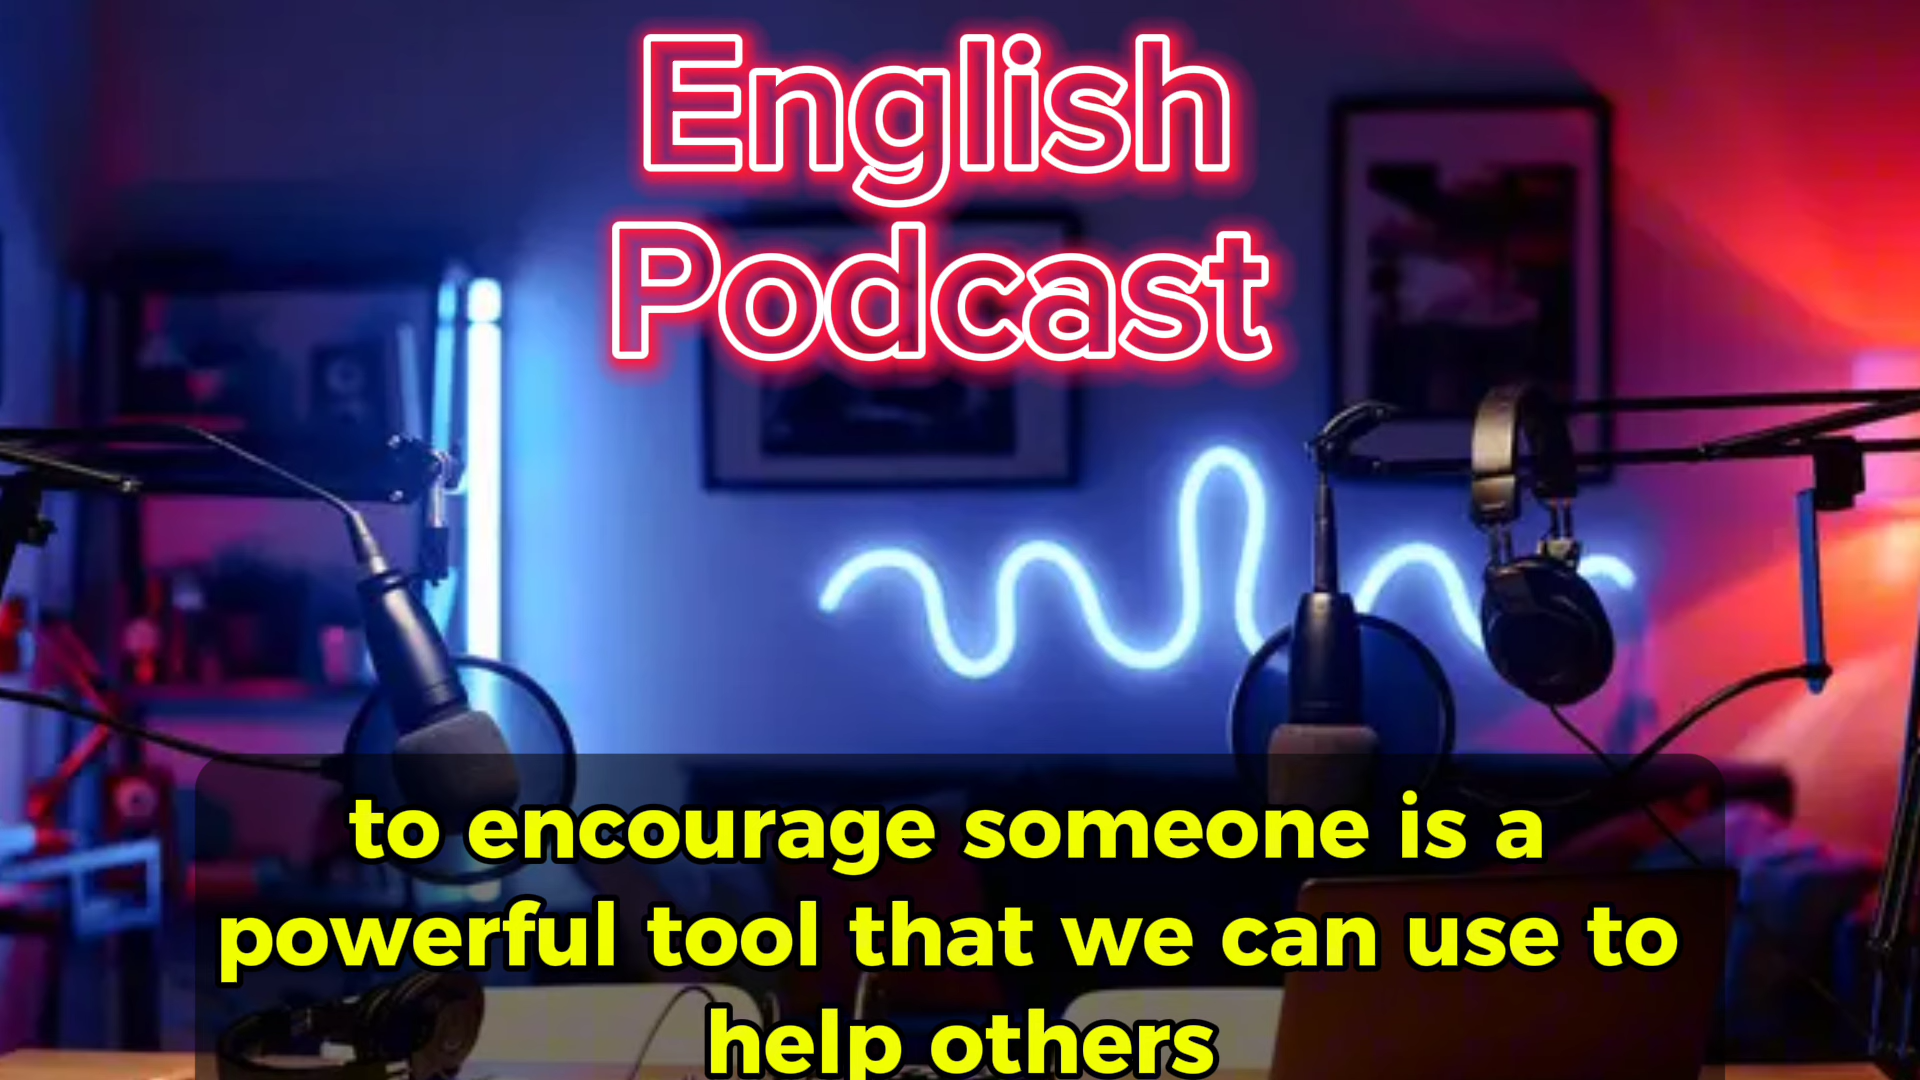 English
Podcast
to encourage someone is a
powerful tool that we can use to
help others